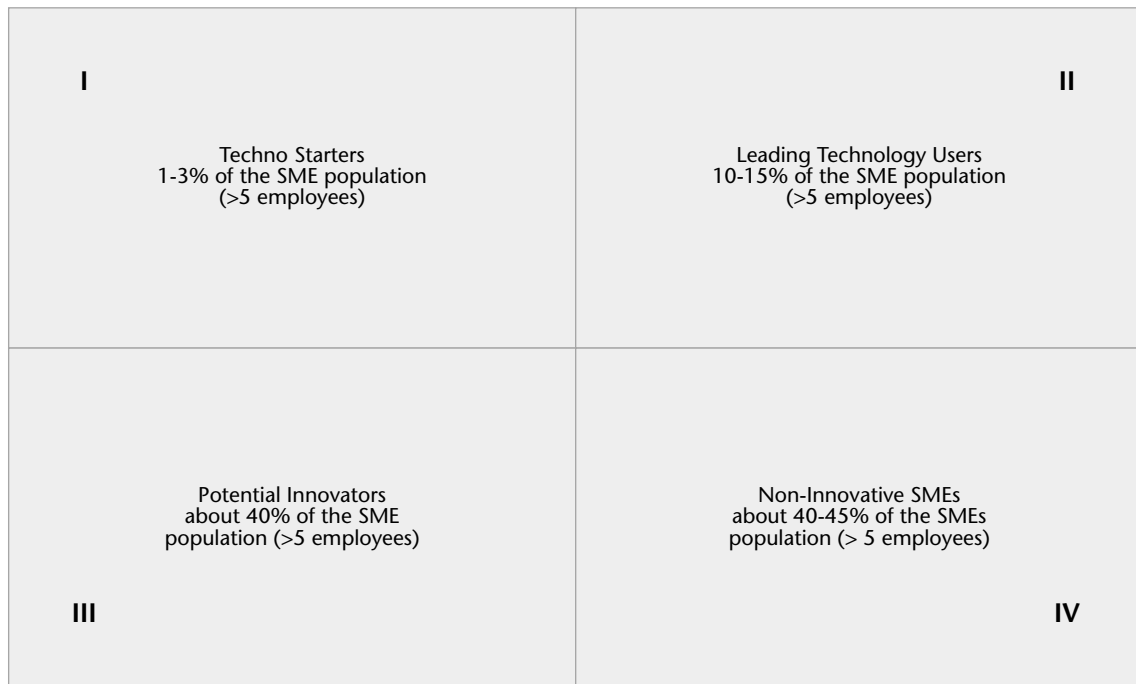 I
Techno Starters
1-3% of the SME population
(>5 employees)
II
Leading Technology Users
10-15% of the SME population
(>5 employees)
Potential Innovators
about 40% of the SME
population (>5 employees)
III
Non-Innovative SMEs
about 40-45% of the SMEs
population (> 5 employees)
IV